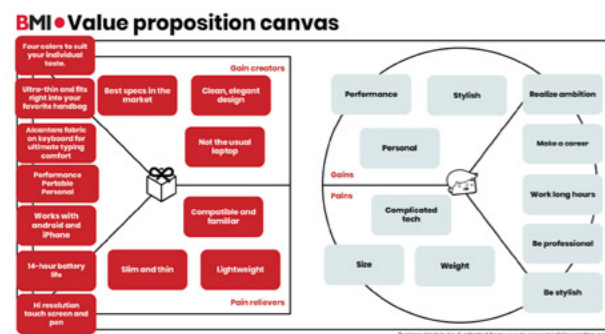 BMI Value proposition canvas
Four colors to suit
your individual
taste.
Ultra-thin and fits
right into your
favorite handbag
Alcantara fabric
on keyboard for
ultimate typing
comfort
Performance
Portable
Personal
Works with
android and
iPhone
14-hour battery
life
Hi resolution
touch screen and
pen
Gain creators
Best specs in the
market
Clean, elegant
design
Not the usual
laptop
Compatible and
familiar
Slim and thin
Lightweight
Pain relievers
Performance
Stylish
Personal
Gains
Pains
Complicated
tech
Size
Weight
Realize ambition
Make a career
Work long hours
Be professional
Be stylish